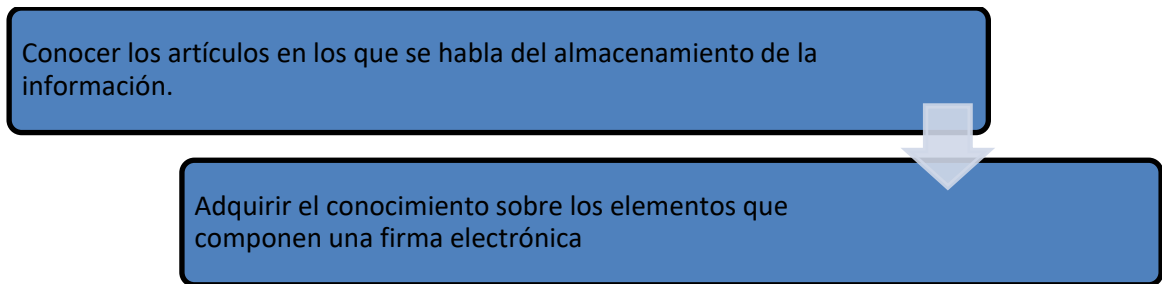 Conocer los artículos en los que se habla del almacenamiento de la
información.
Adquirir el conocimiento sobre los elementos que
componen una firma electrónica